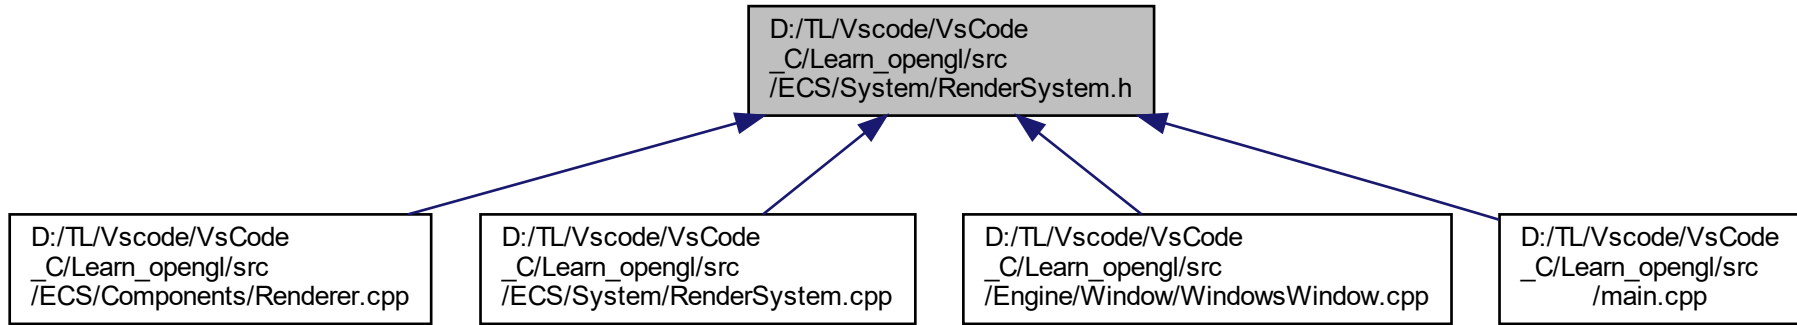 D:/TL/Vscode/VsCode
_C/Learn_opengl/src
/ECS/System/RenderSystem.h
D:/TL/Vscode/VsCode
_C/Learn_opengl/src
/ECS/Components/Renderer.cpp
D:/TL/Vscode/VsCode
_C/Learn_opengl/src
/ECS/System/RenderSystem.cpp
D:/TL/Vscode/VsCode
_C/Learn_opengl/src
/Engine/Window/WindowsWindow.cpp
D:/TL/Vscode/VsCode
_C/Learn_opengl/src
/main.cpp